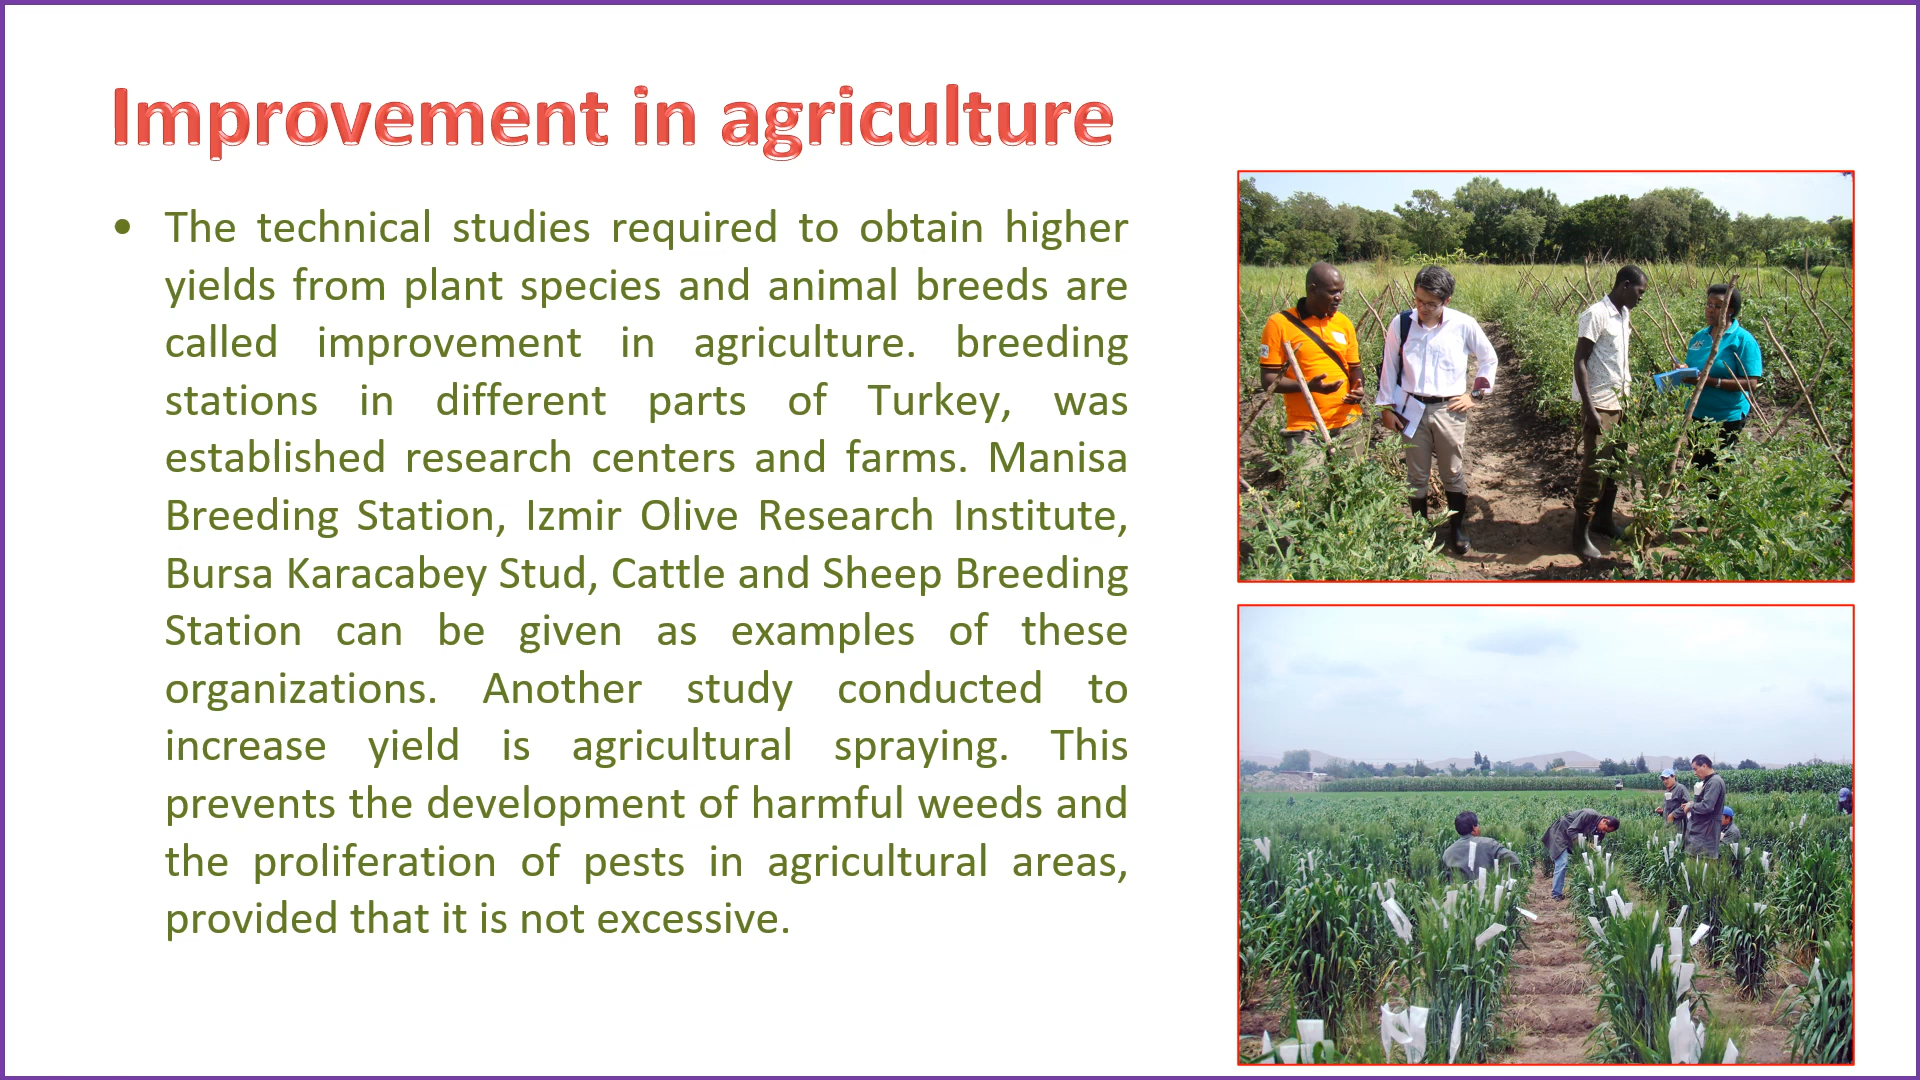 Improvement in agriculture
• The technical studies required to obtain higher
yields from plant species and animal breeds are
called improvement in agriculture. breeding
stations in different parts of Turkey, was
established research centers and farms. Manisa
Breeding Station, Izmir Olive Research Institute,
Bursa Karacabey Stud, Cattle and Sheep Breeding
Station can be given as examples of these
organizations. Another study conducted to
increase yield is agricultural spraying. This
prevents the development of harmful weeds and
the proliferation of pests in agricultural areas,
provided that it is not excessive.